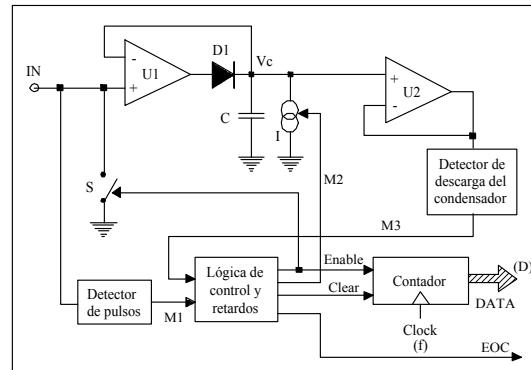 D1
Vc
IN
-
+
U1
+
-
U2
C
I
S
M2
Detector de
descarga del
condensador
M3
Enable
(D)
Lógica de
control y
retardos
Contador
Clear
DATA
Detector
de pulsos
M1
Clock
(f)
EOC